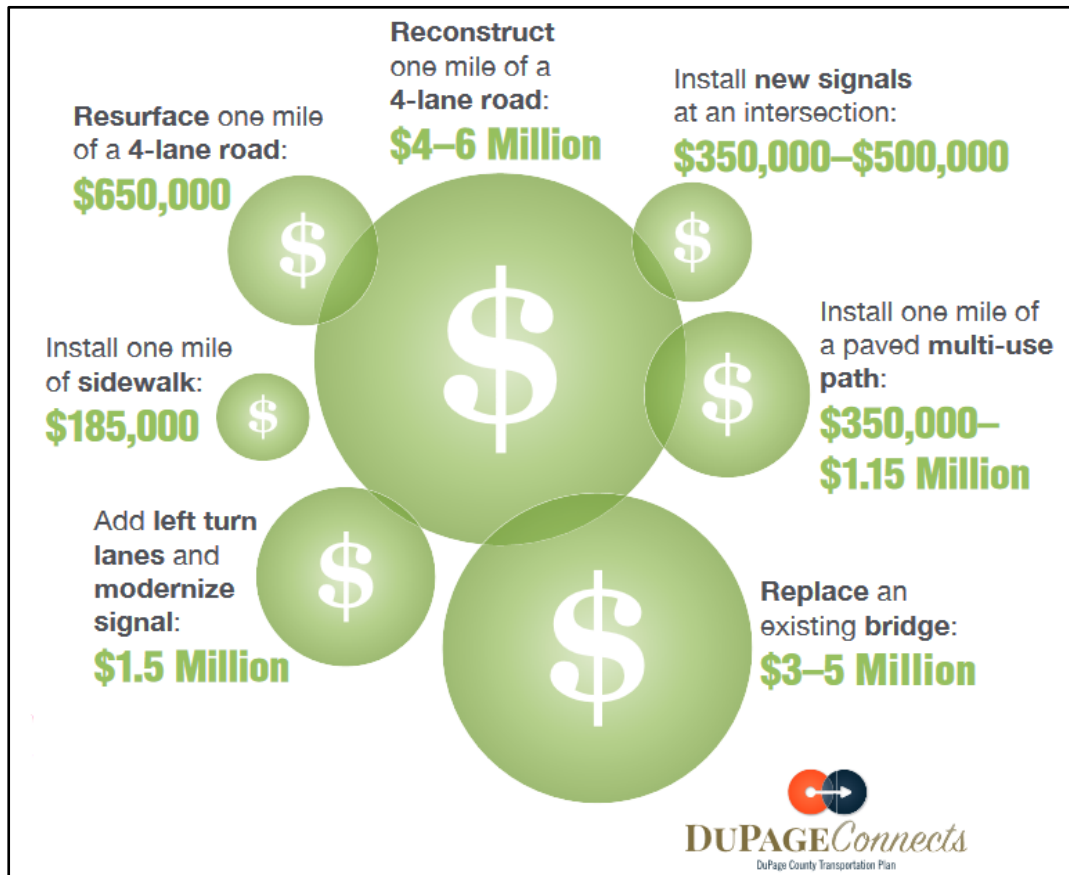 Reconstruct
one mile of a
4-lane road:
$4–6 Million
Resurface one mile
of a 4-lane road:
$650,000
Install new signals
at an intersection:
$350,000–$500,000
$
$
$
Install one mile
of sidewalk:
$185,000
$
Install one mile of
a paved multi-use
path:
$350,000–
$1.15 Million
$
Add left turn
lanes and
modernize
signal:
$1.5 Million
$
Replace an
existing bridge:
$3–5 Million
$
DUPAGEConnects
DuPage County Transportation Plan